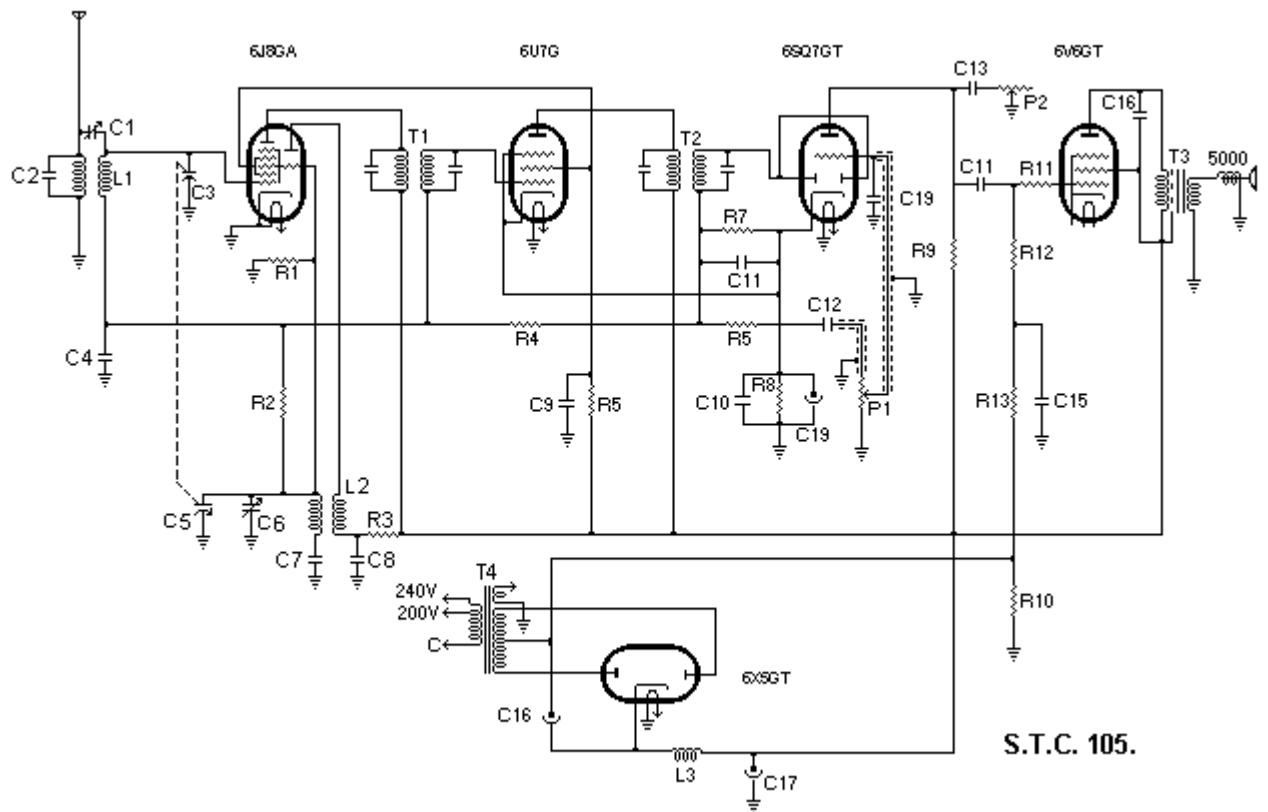 6J8GA
6U7G
6SQ7GT
6V6GT
C13
P2
C16
C1
T1
T2
T3
5000
C2
L1
C3
C19
C11
R11
R7
R9
R12
R1
C11
C12
C4
R4
R5
R2
C9
R5
C10
R8
C19
P1
R13
C15
L2
C5
C6
R3
C7
C8
T4
240V
200V
C
R10
6X5GT
C16
L3
C17
S.T.C. 105.